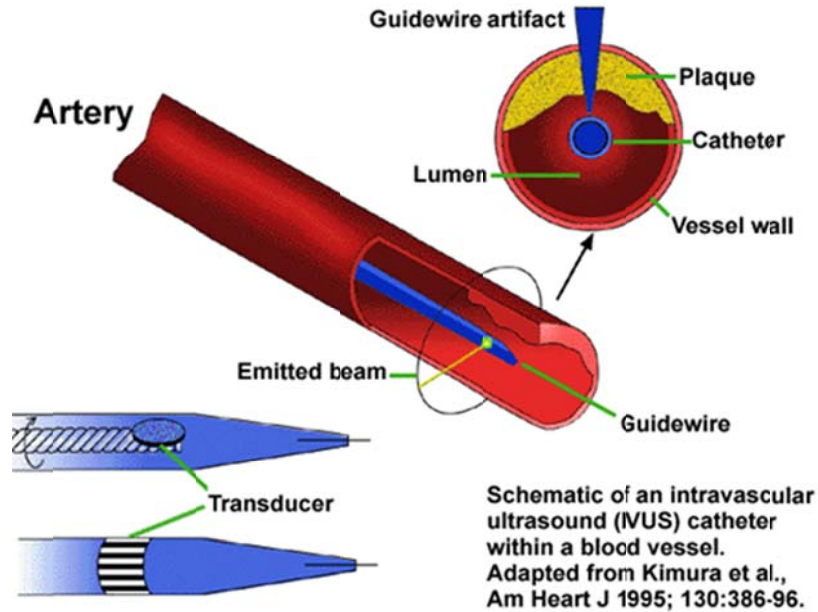 Guidewire artifact
Plaque
Artery
Catheter
Lumen
Vessel wall
Emitted beam
Guidewire
Transducer
Schematic of an intravascular
ultrasound (IVUS) catheter
within a blood vessel.
Adapted from Kimura et al.,
Am Heart J 1995; 130:386-96.